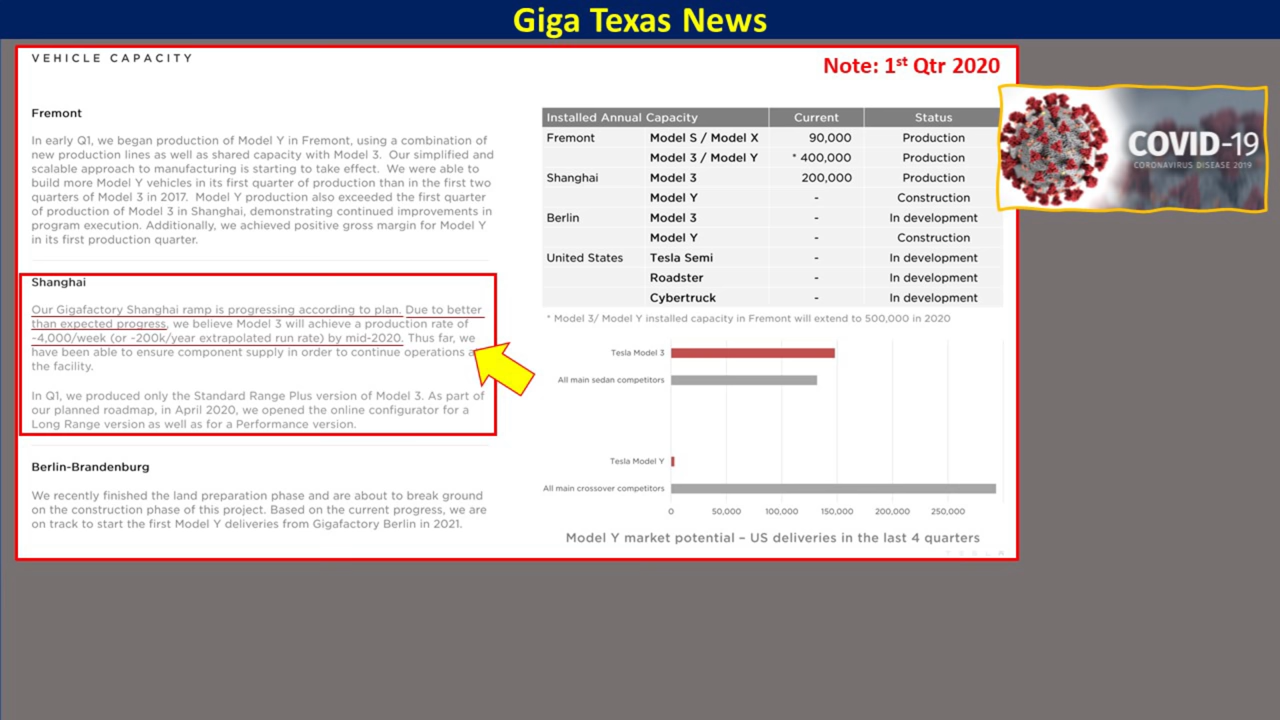 Giga Texas News
VEHICLE CAPACITY
Note: 1st Qtr 2020
Fremont
In early Q1, we began production of Model Y in Fremont, using a combination of
new production lines as well as shared capacity with Model 3. Our simplified and
scalable approach to manufacturing is starting to take effect. We were able to
build more Model Y vehicles in its first quarter of production than in the first two
quarters of Model 3 in 2017. Model Y production also exceeded the first quarter
of production of Model 3 in Shanghai, demonstrating continued improvements in
program execution. Additionally, we achieved positive gross margin for Model Y
in its first production quarter.
Shanghai
Our Gigafactory Shanghai ramp is progressing according to plan. Due to better
than expected progress, we believe Model 3 will achieve a production rate of
~4,000/week (or ~200k/year extrapolated run rate) by mid-2020. Thus far, we
have been able to ensure component supply in order to continue operations a
the facility.
In Q1, we produced only the Standard Range Plus version of Model 3. As part of
our planned roadmap, in April 2020, we opened the online configurator for a
Long Range version as well as for a Performance version.
Berlin-Brandenburg
We recently finished the land preparation phase and are about to break ground
on the construction phase of this project. Based on the current progress, we are
on track to start the first Model Y deliveries from Gigafactory Berlin in 2021.
Installed Annual Capacity Current Status
Fremont Model S / Model X 90,000 Production
Model 3 / Model Y * 400,000 Production
Shanghai Model 3 200,000 Production
Model Y - Construction
Berlin Model 3 - In development
Model Y - Construction
United States Tesla Semi - In development
Roadster - In development
Cybertruck - In development
* Model 3/ Model Y installed capacity in Fremont will extend to 500,000 in 2020
Tesla Model 3
All main sedan competitors
Tesla Model Y
All main crossover competitors
0 50,000 100,000 150,000 200,000 250,000
Model Y market potential – US deliveries in the last 4 quarters
TESLA
COVID-19
CORONAVIRUS DISEASE 2019